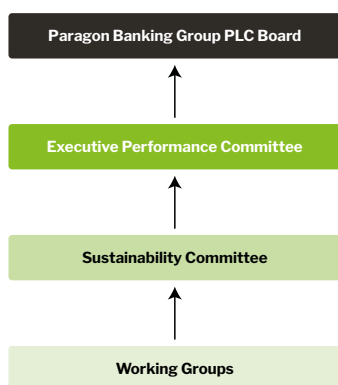 Paragon Banking Group PLC Board
Executive Performance Committee
Sustainability Committee
Working Groups